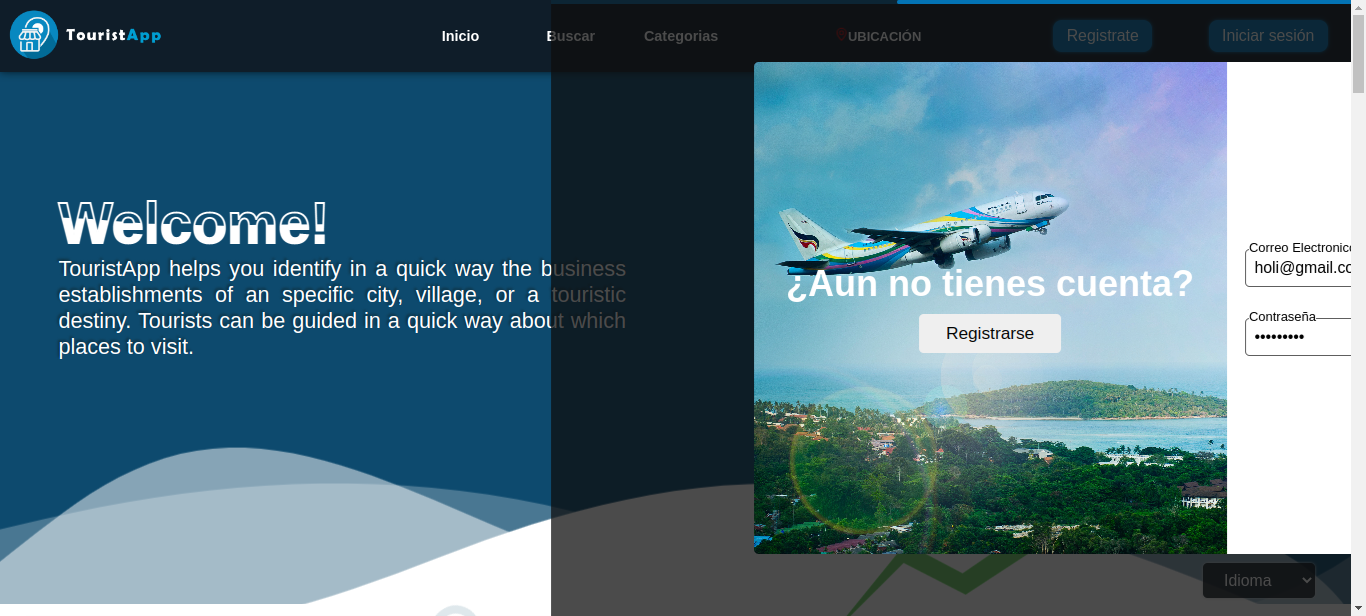 TouristApp
Inicio
Buscar
Categorias
UBICACIÓN
Registrate
Iniciar sesión
Welcome!
TouristApp helps you identify in a quick way the business
establishments of an specific city, village, or a touristic
destiny. Tourists can be guided in a quick way about which
places to visit.
¿Aún no tienes cuenta?
Registrarse
Correo Electronico
holi@gmail.co
Contraseña
•••••••••
Idioma